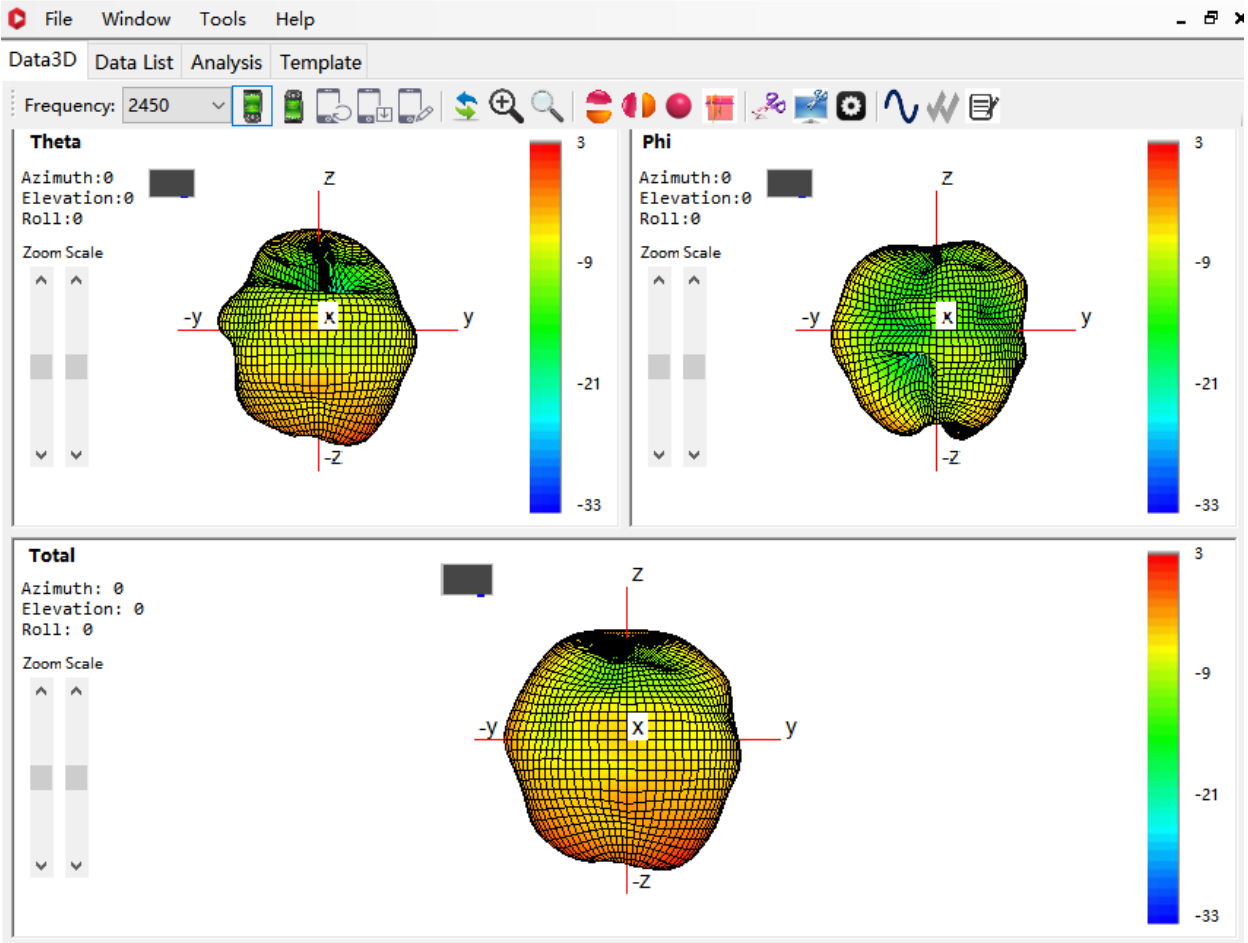 File Window Tools Help
Data3D Data List Analysis Template
Frequency: 2450
Theta
Azimuth:0
Elevation:0
Roll:0
Zoom Scale
Z
-y
x
y
-Z
3
-9
-21
-33
Phi
Azimuth:0
Elevation:0
Roll:0
Zoom Scale
Z
-y
x
y
-Z
3
-9
-21
-33
Total
Azimuth: 0
Elevation: 0
Roll: 0
Zoom Scale
Z
-y
x
y
-Z
3
-9
-21
-33